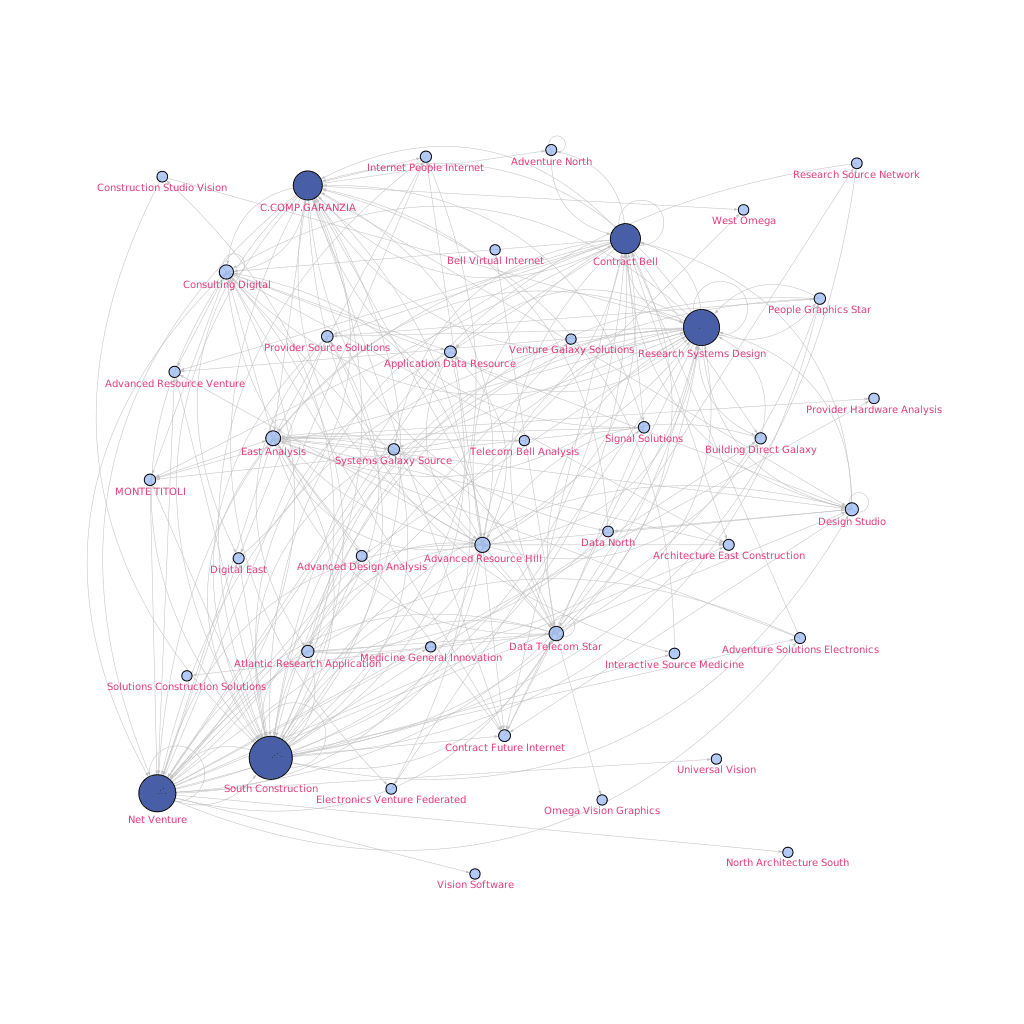 Adventure North
Internet People Internet
Research Source Network
Construction Studio Vision
C.COMP.GARANZIA
West Omega
Bell Virtual Internet
Contract Bell
Consulting Digital
People Graphics Star
Provider Source Solutions
Venture Galaxy Solutions
Research Systems Design
Application Data Resource
Advanced Resource Venture
Provider Hardware Analysis
Signal Solutions
East Analysis
Telecom Bell Analysis
Building Direct Galaxy
Systems Galaxy Source
MONTE TITOLI
Design Studio
Data North
Architecture East Construction
Advanced Resource Hill
Advanced Design Analysis
Digital East
Data Telecom Star
Adventure Solutions Electronics
Medicine General Innovation
Atlantic Research Application
Interactive Source Medicine
Solutions Construction Solutions
Contract Future Internet
Universal Vision
South Construction
Electronics Venture Federated
Omega Vision Graphics
Net Venture
North Architecture South
Vision Software